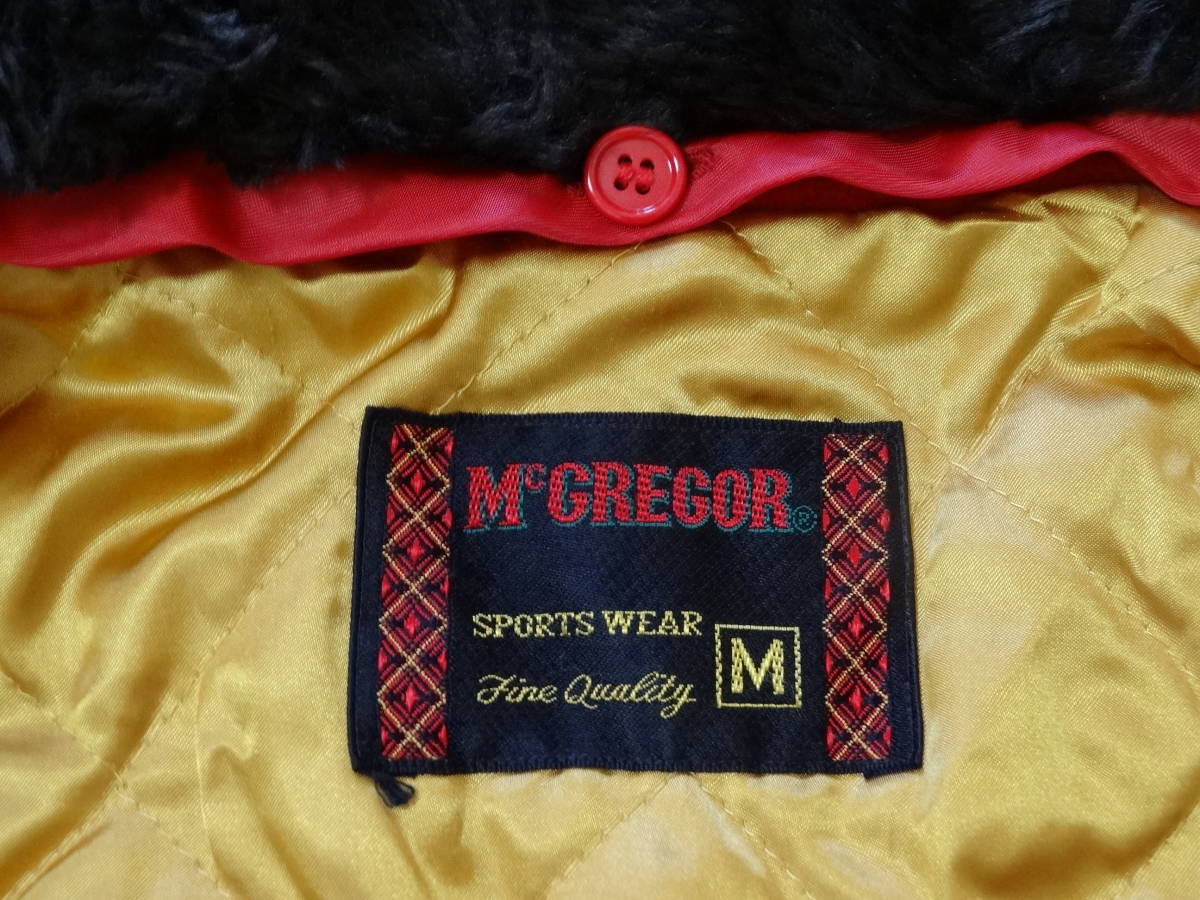 McGREGOR®
SPORTS WEAR
Fine Quality
M